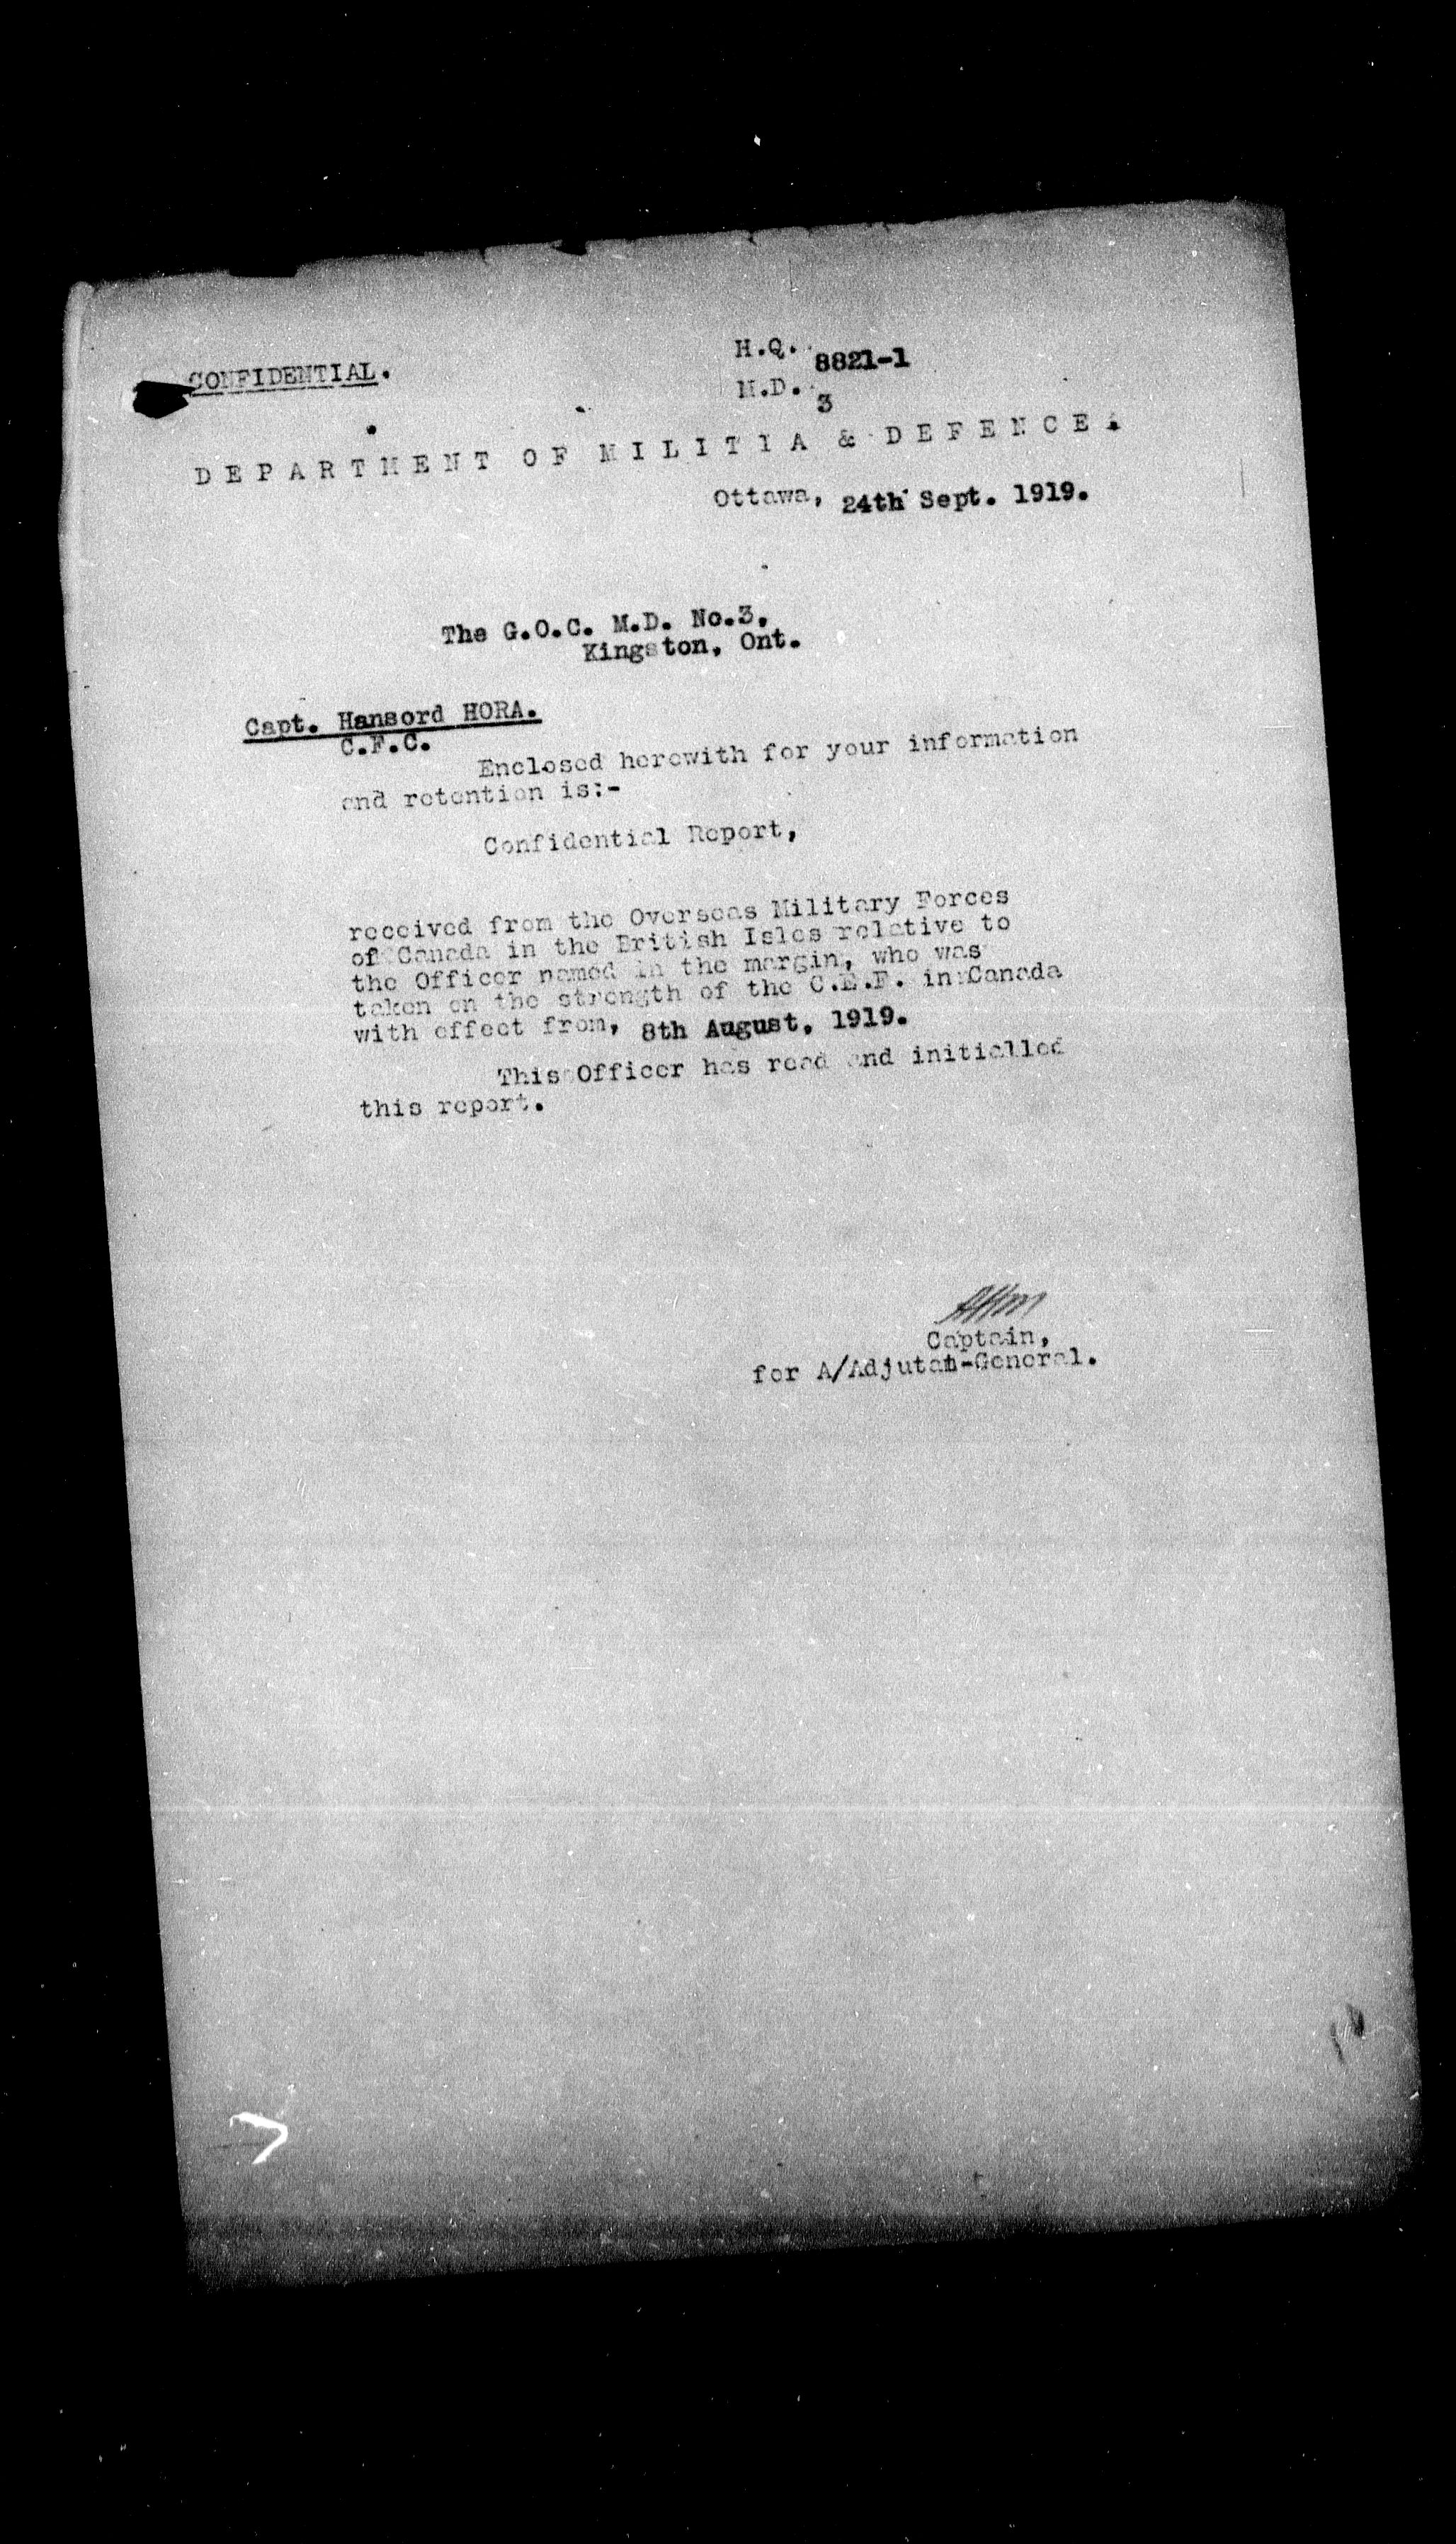 CONFIDENTIAL.
H.Q. 8821-1
M.D. 3
DEPARTMENT OF MILITIA & DEFENCE.
Ottawa, 24th Sept. 1919.
The G.O.C. M.D. No.3,
Kingston, Ont.
Capt. Hansord HORA.
C.F.C.
Enclosed herewith for your information
and retention is:-
Confidential Report,
received from the Overseas Military Forces
of Canada in the British Isles relative to
the Officer named in the margin, who was
taken on the strength of the C.E.F. in Canada
with effect from, 8th August, 1919.
This Officer has read and initialled
this report.
Captain,
for A/Adjutan-General.